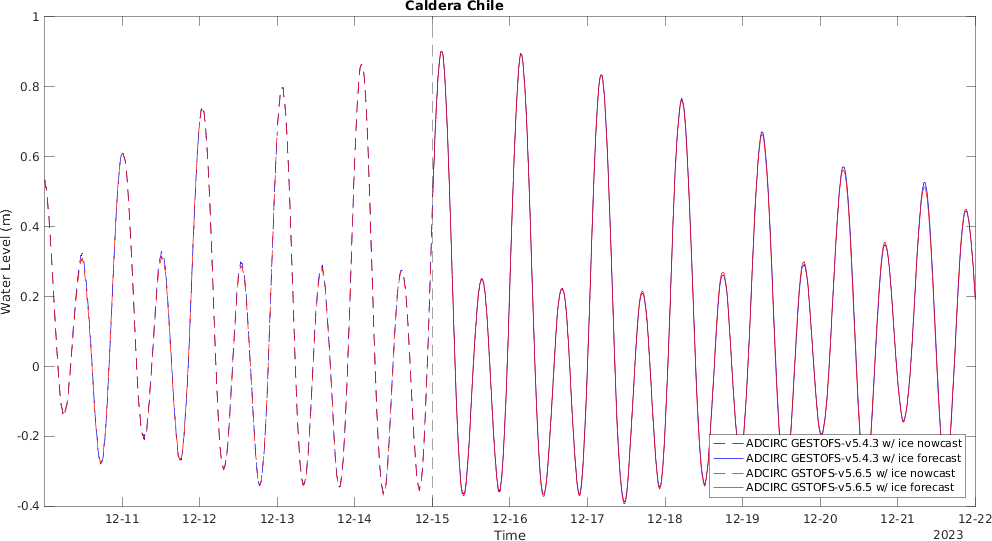 Caldera Chile
1
0.8
0.6
0.4
0.2
0
-0.2
-0.4
Water Level (m)
ADCIRC GESTOFS-v5.4.3 w/ ice nowcast
ADCIRC GESTOFS-v5.4.3 w/ ice forecast
ADCIRC GSTOFS-v5.6.5 w/ ice nowcast
ADCIRC GSTOFS-v5.6.5 w/ ice forecast
12-11 12-12 12-13 12-14 12-15 12-16 12-17 12-18 12-19 12-20 12-21 12-22
Time
2023